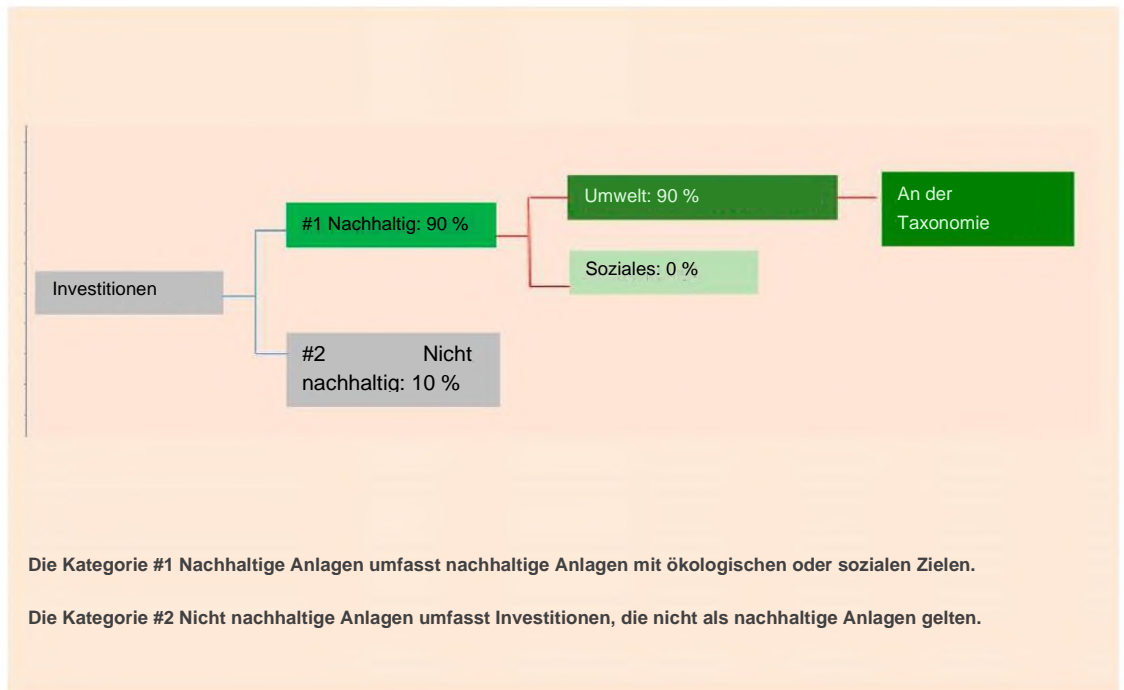 Umwelt: 90 %
An der
Taxonomie
#1 Nachhaltig: 90 %
Soziales: 0 %
Investitionen
#2 Nicht
nachhaltig: 10 %
Die Kategorie #1 Nachhaltige Anlagen umfasst nachhaltige Anlagen mit ökologischen oder sozialen Zielen.
Die Kategorie #2 Nicht nachhaltige Anlagen umfasst Investitionen, die nicht als nachhaltige Anlagen gelten.